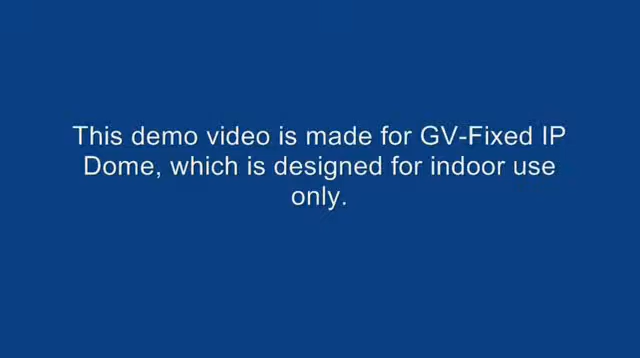 This demo video is made for GV-Fixed IP
Dome, which is designed for indoor use
only.